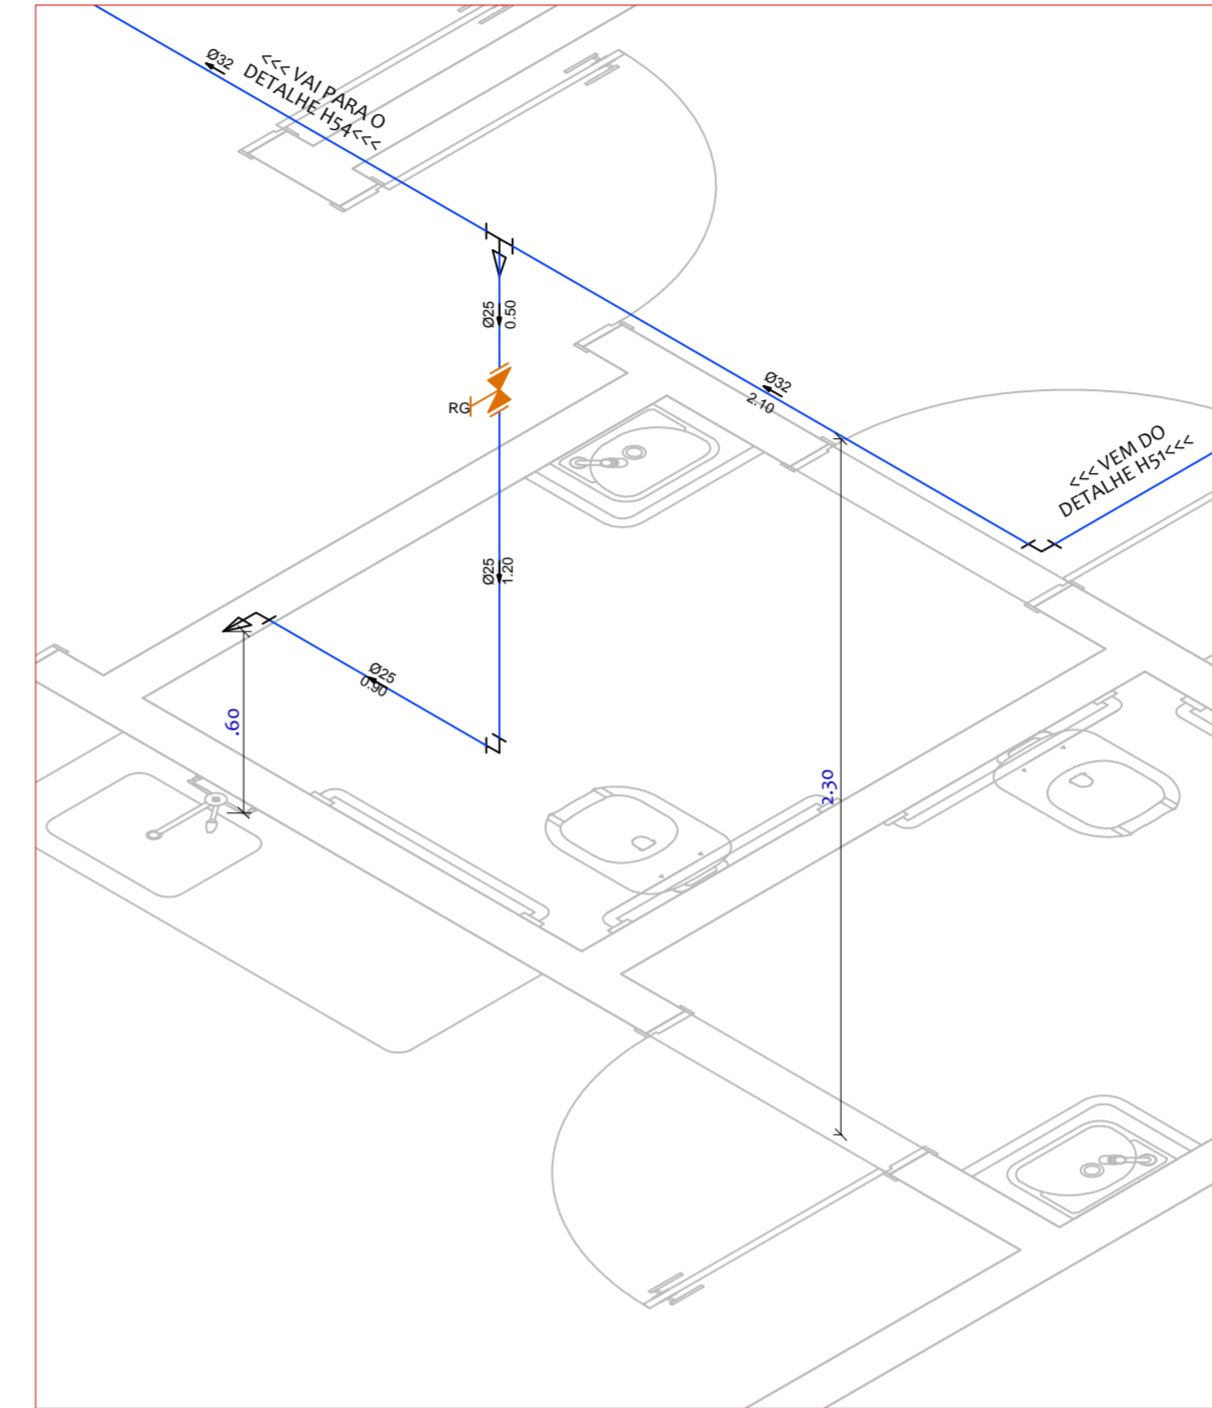 Ø32
<<< VAI PARA O
DETALHE H54<<<
Ø25
0.50
RG
Ø32
2.10
<<< VEM DO
DETALHE H51<<<
Ø25
1.20
Ø25
0.90
.60
2.30